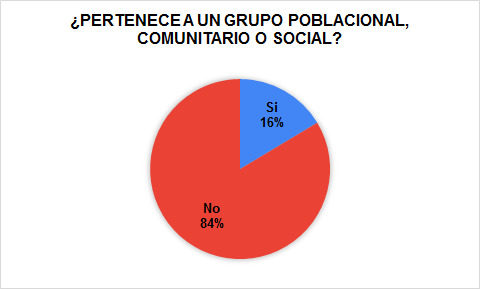 ¿PERTENECE A UN GRUPO POBLACIONAL,
COMUNITARIO O SOCIAL?
Si
16%
No
84%